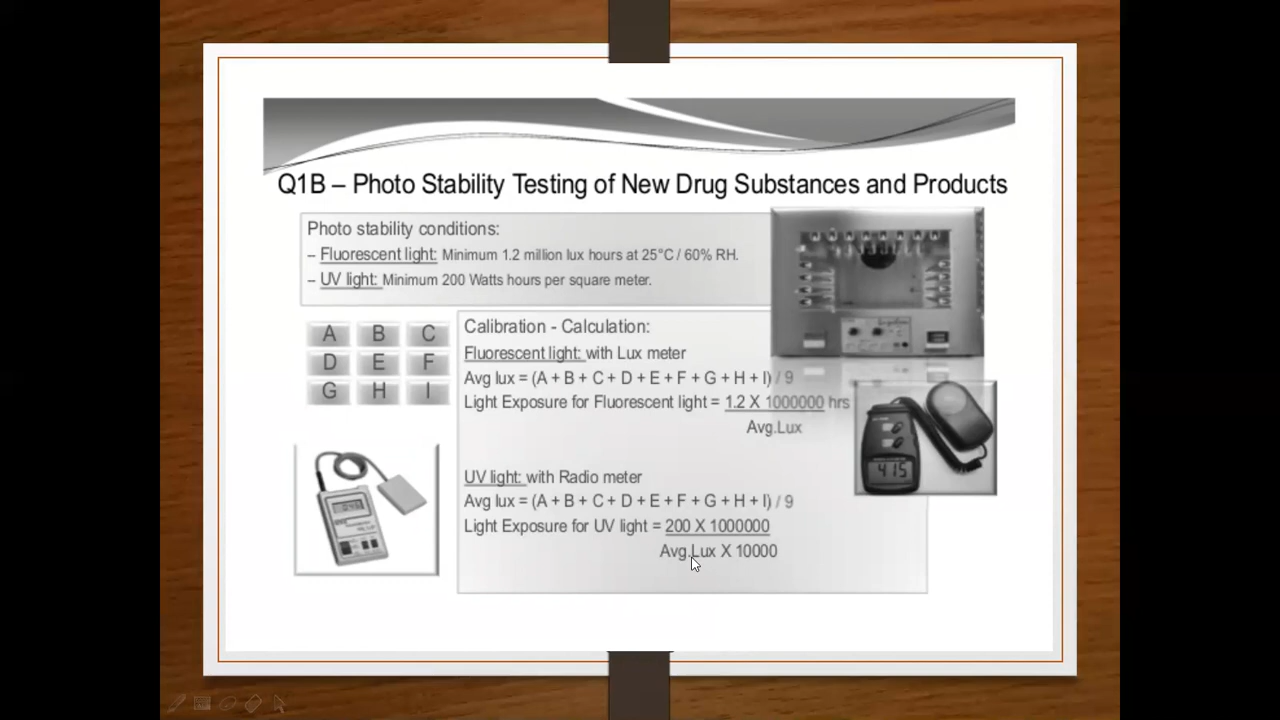 Q1B – Photo Stability Testing of New Drug Substances and Products
Photo stability conditions:
– Fluorescent light: Minimum 1.2 million lux hours at 25°C / 60% RH.
– UV light: Minimum 200 Watts hours per square meter.
A B C
D E F
G H I
Calibration - Calculation:
Fluorescent light: with Lux meter
Avg lux = (A + B + C + D + E + F + G + H + I) / 9
Light Exposure for Fluorescent light = 1.2 X 1000000 hrs
Avg.Lux
UV light: with Radio meter
Avg lux = (A + B + C + D + E + F + G + H + I) / 9
Light Exposure for UV light = 200 X 1000000
Avg.Lux X 10000
415